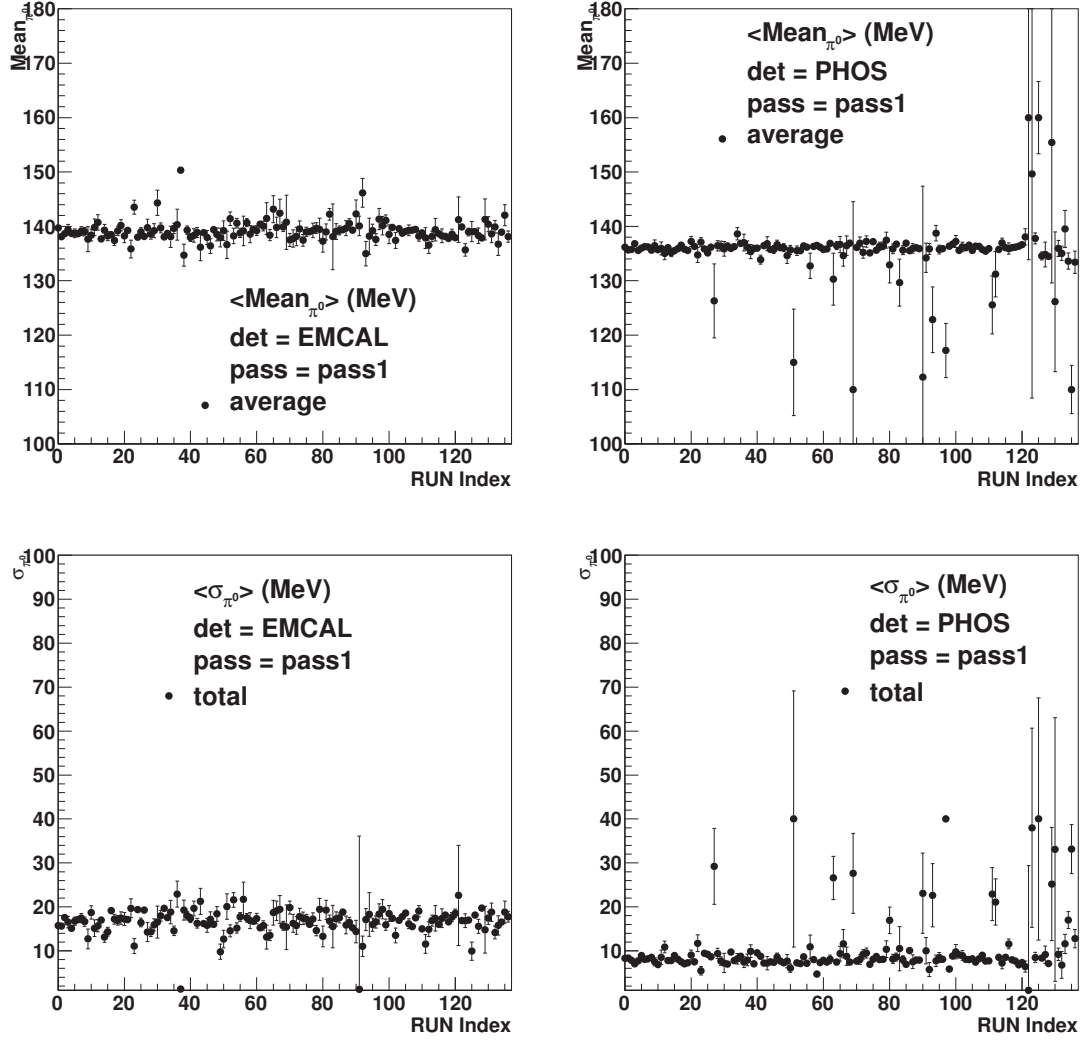 Mean_π⁰
180
170
160
150
140
130
120
110
100
0 20 40 60 80 100 120
RUN Index
<Mean_π⁰> (MeV)
det = EMCAL
pass = pass1
average
Mean_π⁰
180
170
160
150
140
130
120
110
100
0 20 40 60 80 100 120
RUN Index
<Mean_π⁰> (MeV)
det = PHOS
pass = pass1
average
σ_π⁰
100
90
80
70
60
50
40
30
20
10
0 20 40 60 80 100 120
RUN Index
<σ_π⁰> (MeV)
det = EMCAL
pass = pass1
total
σ_π⁰
100
90
80
70
60
50
40
30
20
10
0 20 40 60 80 100 120
RUN Index
<σ_π⁰> (MeV)
det = PHOS
pass = pass1
total